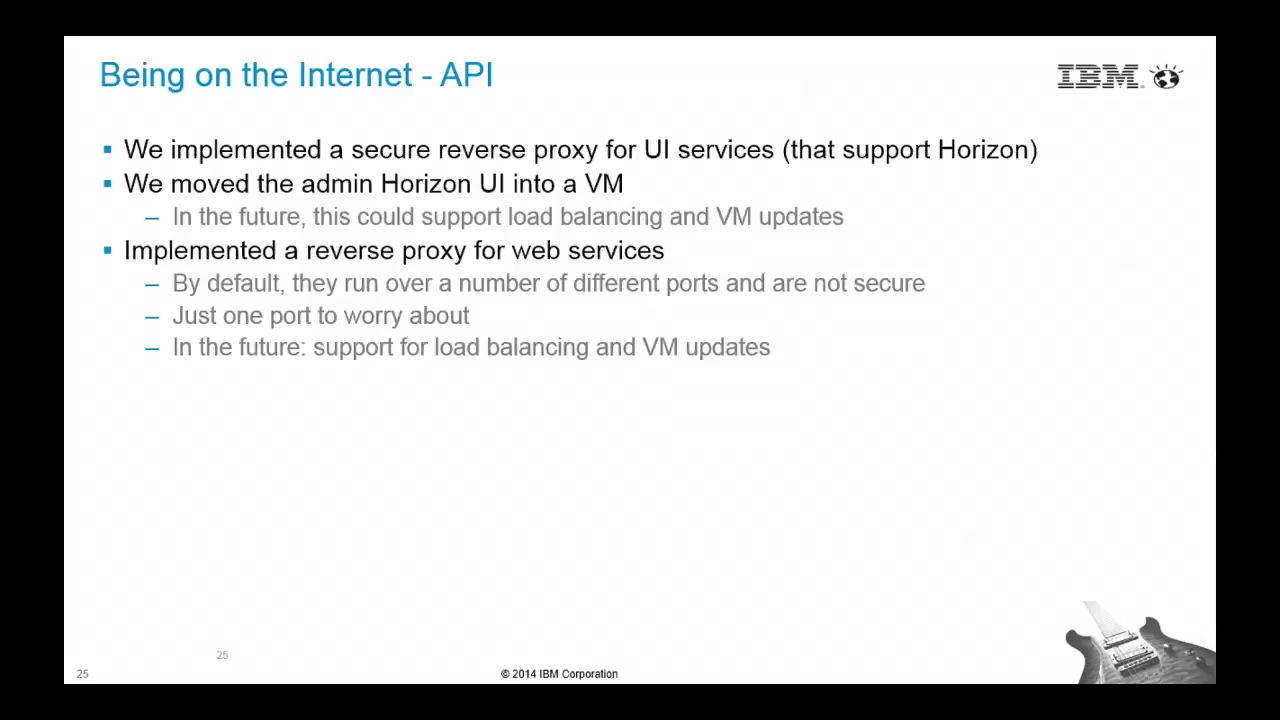 Being on the Internet - API
IBM
▪ We implemented a secure reverse proxy for UI services (that support Horizon)
▪ We moved the admin Horizon UI into a VM
– In the future, this could support load balancing and VM updates
▪ Implemented a reverse proxy for web services
– By default, they run over a number of different ports and are not secure
– Just one port to worry about
– In the future: support for load balancing and VM updates
25
25
© 2014 IBM Corporation